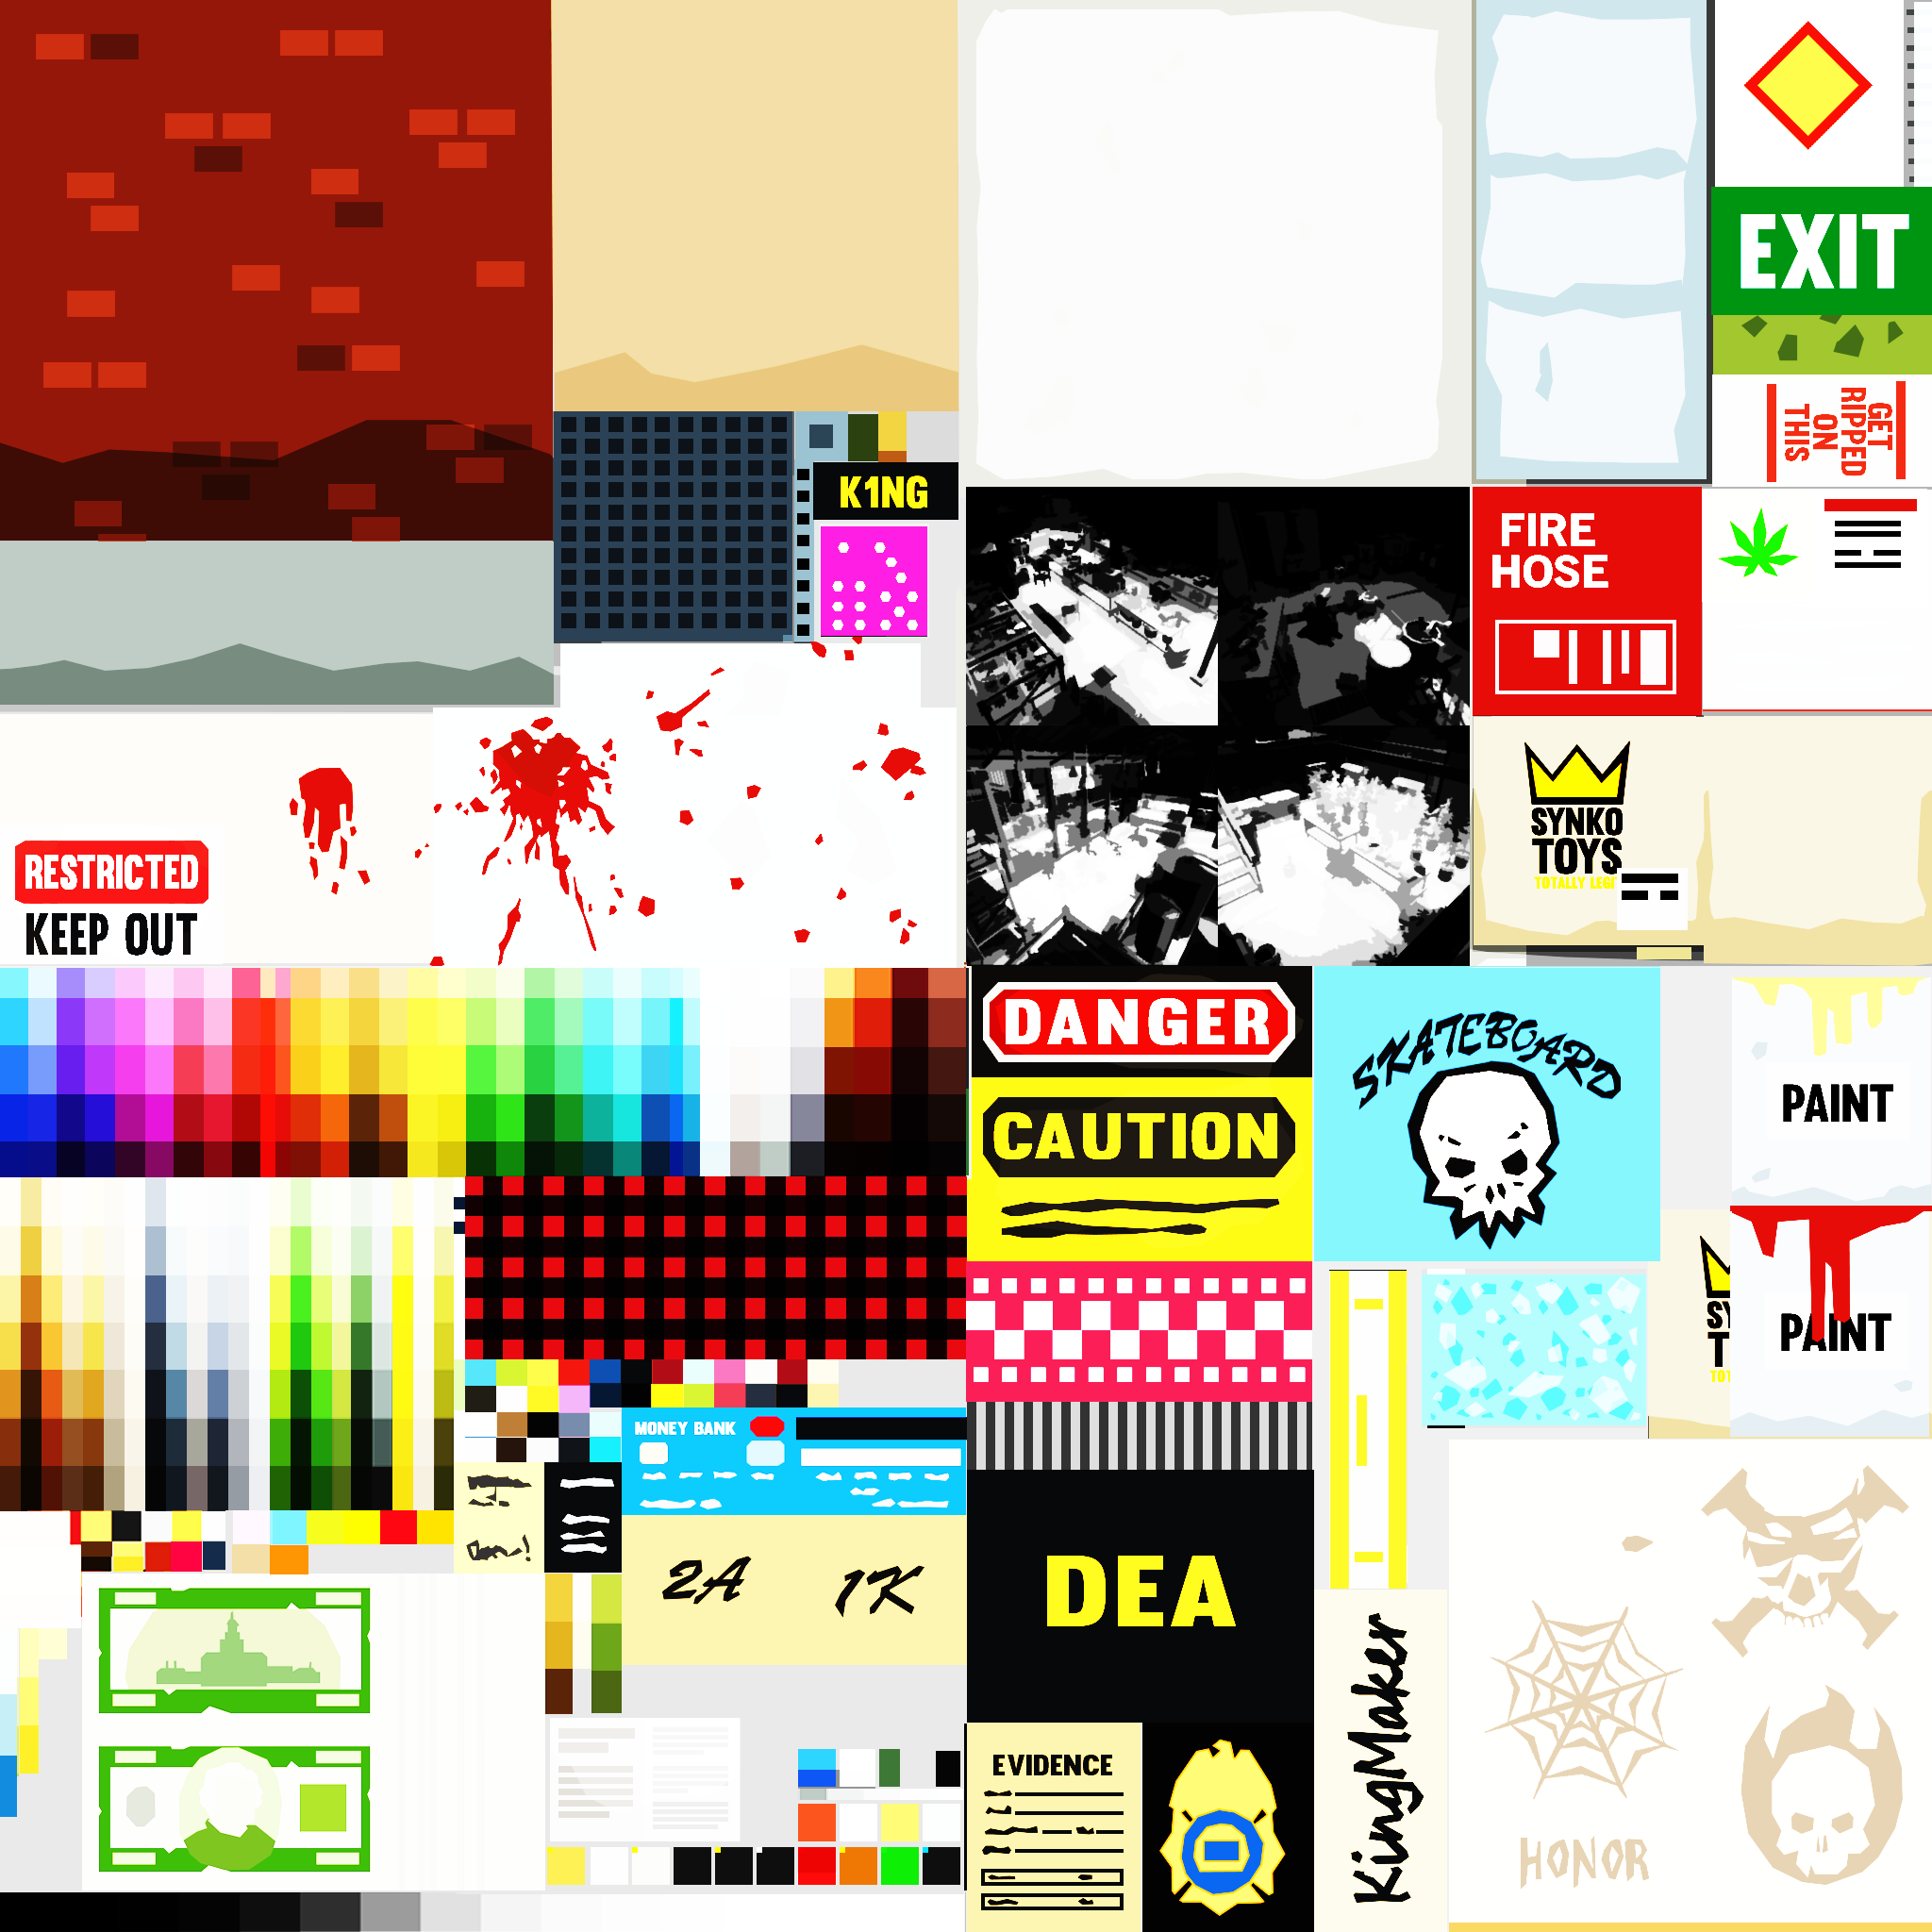 EXIT
GET
RIPPED
ON
THIS
K1NG
FIRE
HOSE
SYNKO
TOYS
RESTRICTED
KEEP OUT
DANGER
CAUTION
SKATEBOARD
PAINT
PAINT
MONEY BANK
2A
1K
DEA
KingMaker
EVIDENCE
HONOR